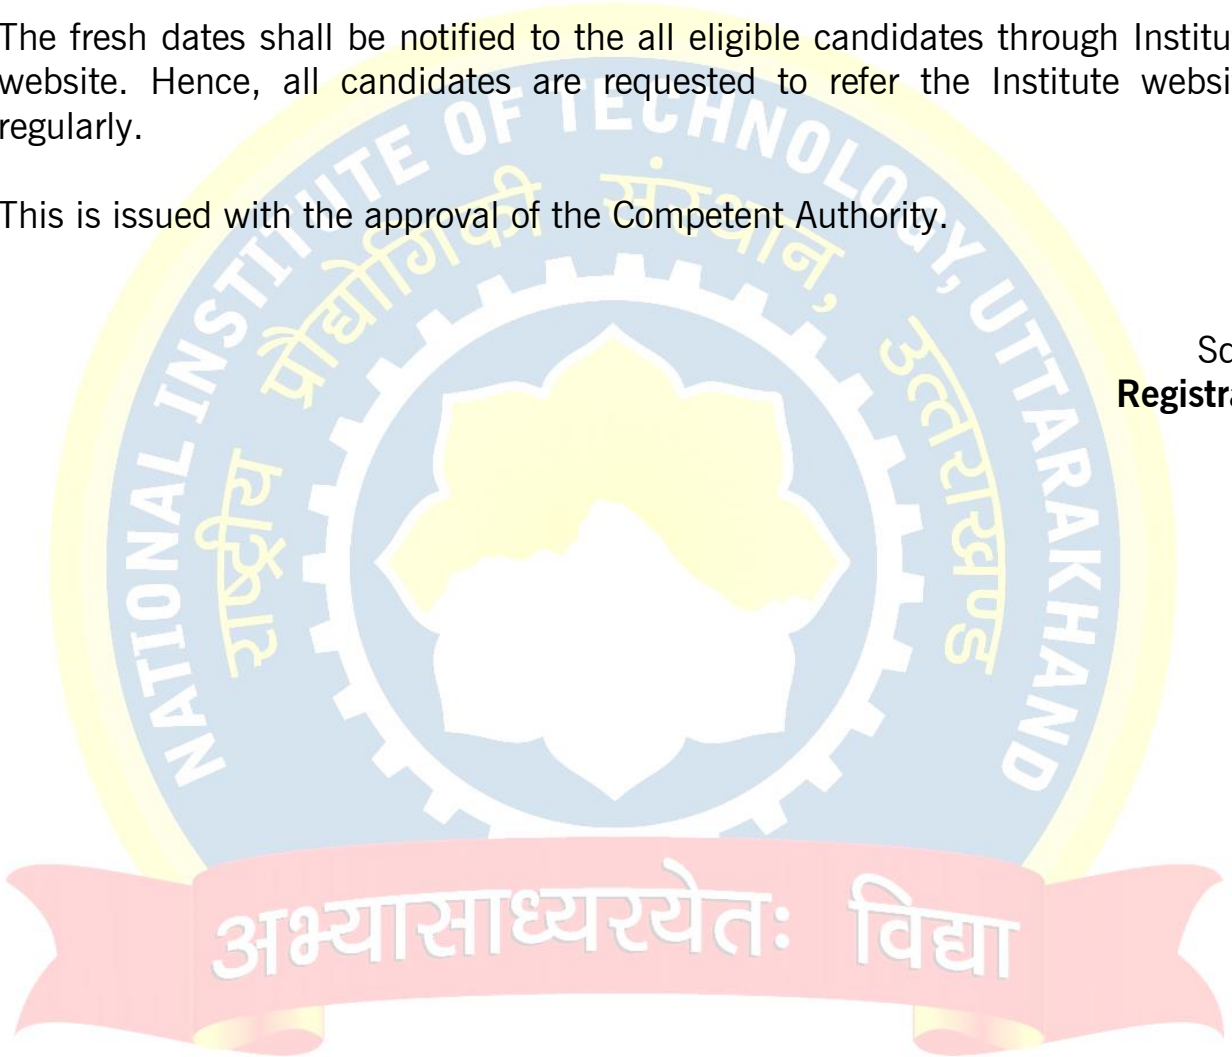 The fresh dates shall be notified to the all eligible candidates through Institu
website. Hence, all candidates are requested to refer the Institute websi
regularly.
This is issued with the approval of the Competent Authority.
Registra
NATIONAL INSTITUTE OF TECHNOLOGY, UTTARAKHAND
राष्ट्रीय प्रौद्योगिकी संस्थान, उत्तराखण्ड
अभ्यासाध्यरयेतः विद्या